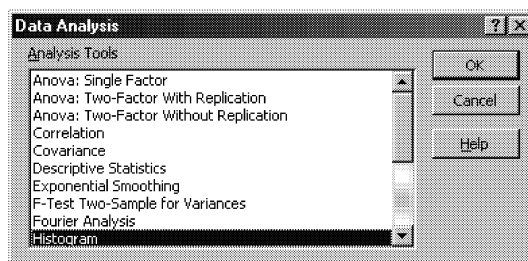 Data Analysis
Analysis Tools
Anova: Single Factor
Anova: Two-Factor With Replication
Anova: Two-Factor Without Replication
Correlation
Covariance
Descriptive Statistics
Exponential Smoothing
F-Test Two-Sample for Variances
Fourier Analysis
Histogram
OK
Cancel
Help